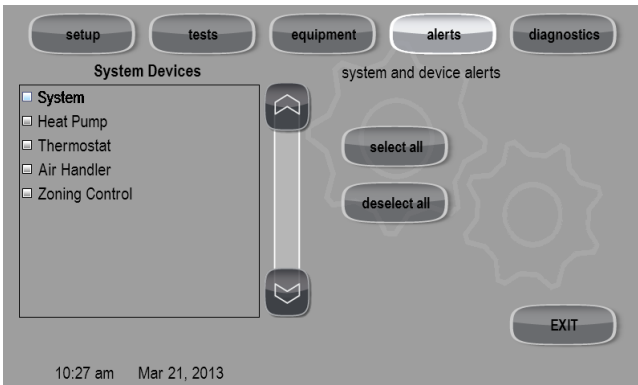 setup tests equipment alerts diagnostics
System Devices
system and device alerts
System
Heat Pump
Thermostat
Air Handler
Zoning Control
select all
deselect all
EXIT
10:27 am Mar 21, 2013